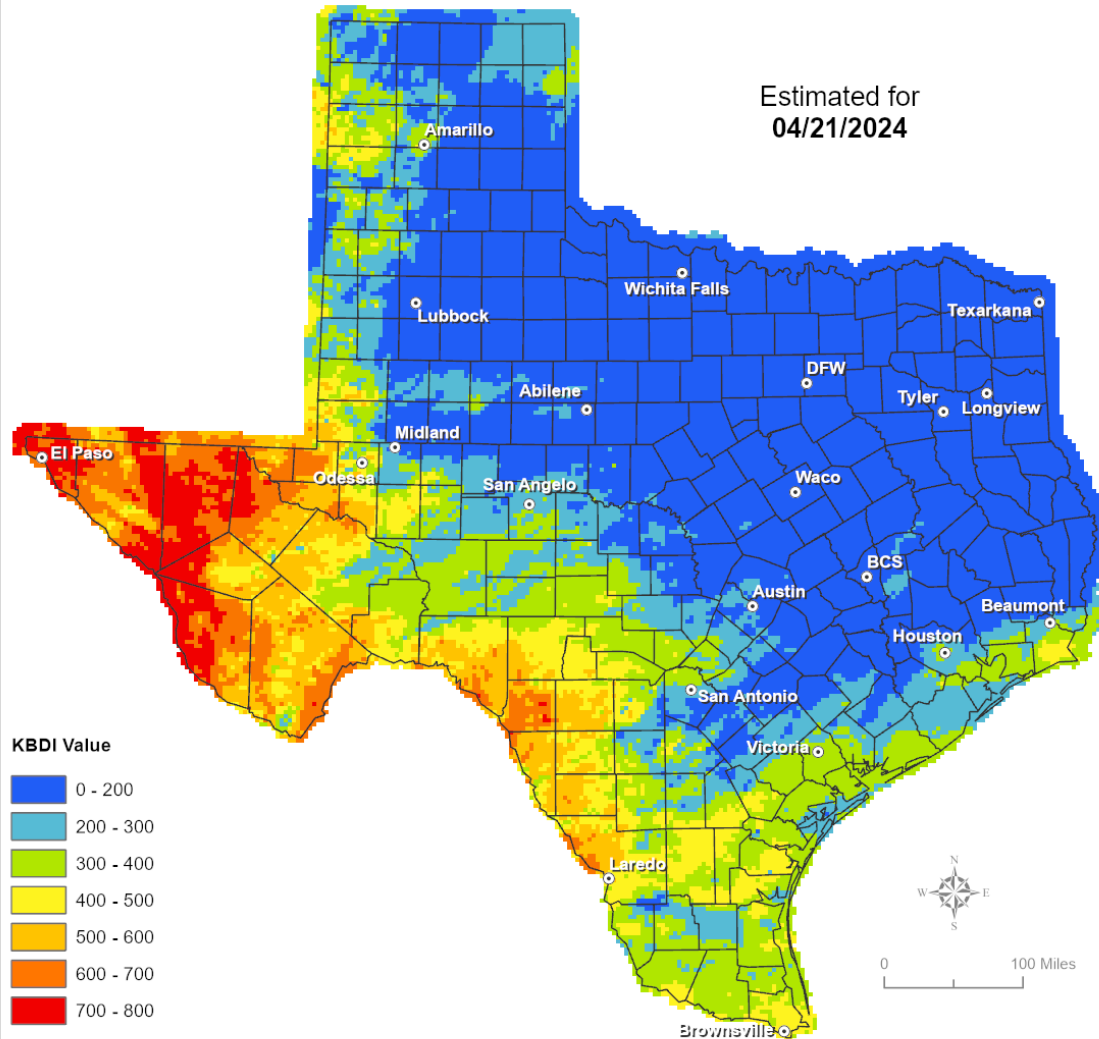 Estimated for
04/21/2024
Amarillo
Wichita Falls
Lubbock
Texarkana
DFW
Abilene
Tyler
Longview
Midland
El Paso
Odessa
San Angelo
Waco
BCS
Austin
Beaumont
Houston
San Antonio
Victoria
Laredo
Brownsville
KBDI Value
0 - 200
200 - 300
300 - 400
400 - 500
500 - 600
600 - 700
700 - 800
N
W E
S
0 100 Miles